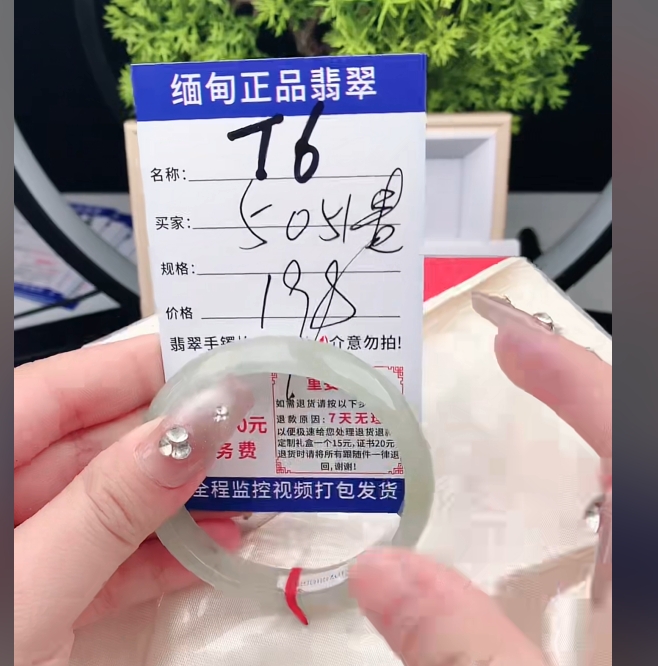 缅甸正品翡翠
名称: T6
买家: 5051贵
规格:
价格 198
翡翠手镯 介意勿拍!
重要
如需退货请按以下步
退款原因: 7天无理
以便极速给您处理退货退
定制礼盒一个15元, 证书20元
退货时请将所有跟随件一律退
回, 谢谢!
0元
务费
全程监控视频打包发货